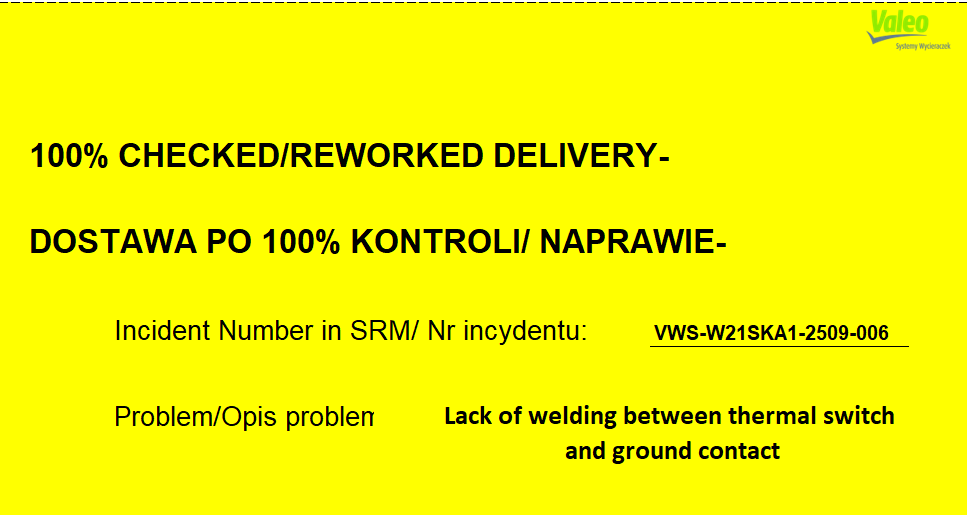 Valeo
Systemy Wycieraczek
100% CHECKED/REWORKED DELIVERY-
DOSTAWA PO 100% KONTROLI/ NAPRAWIE-
Incident Number in SRM/ Nr incydentu: VWS-W21SKA1-2509-006
Problem/Opis problem Lack of welding between thermal switch
and ground contact